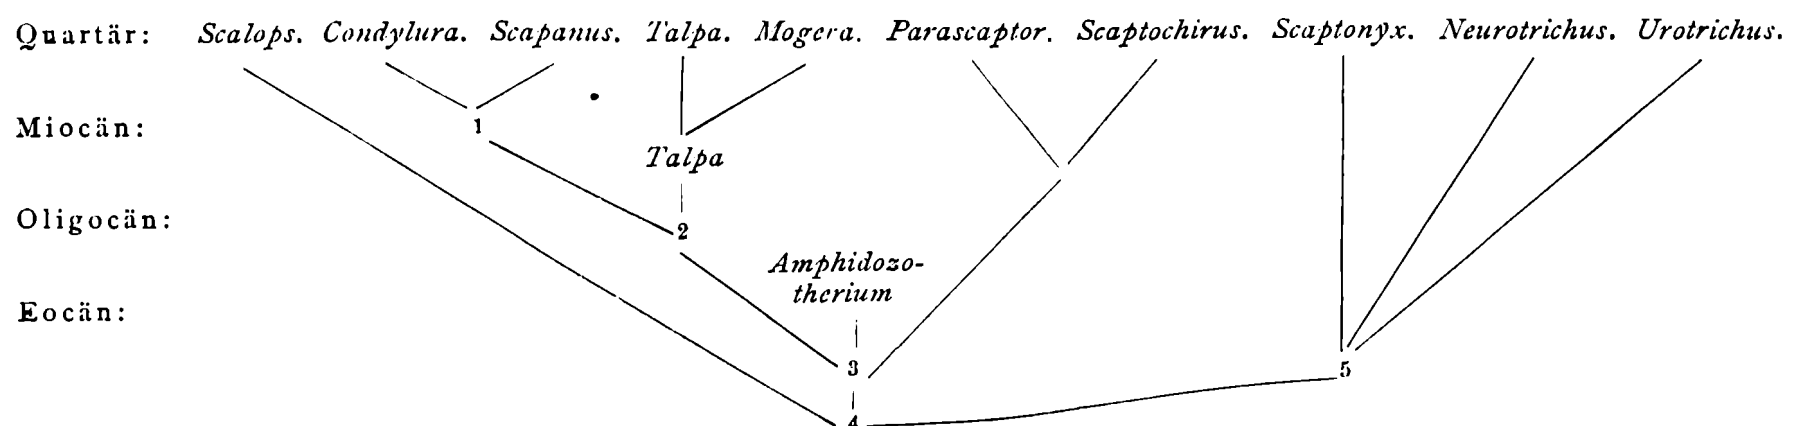 Quartär: Scalops. Condylura. Scapanus. Talpa. Mogera. Parascaptor. Scaptochirus. Scaptonyx. Neurotrichus. Urotrichus.
Miocän: 1
Talpa
Oligocän: 2
Amphidozo-
therium
Eocän:
3 5
4